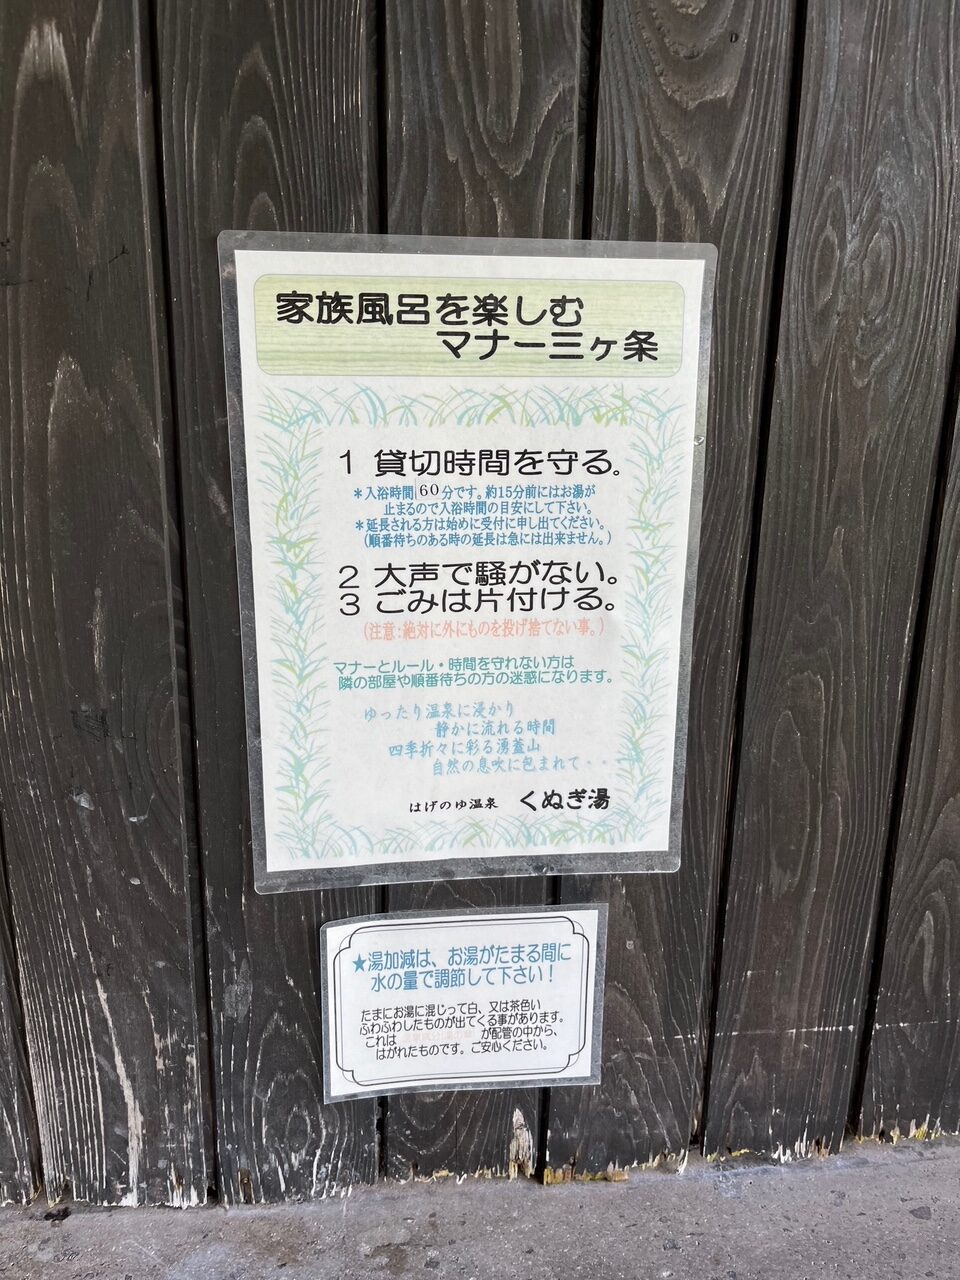 家族風呂を楽しむ
マナー三ヶ条
1 貸切時間を守る。
＊入浴時間60分です。約15分前にはお湯が
止まるので入浴時間の目安にして下さい。
＊延長される方は始めに受付に申し出てください。
（順番待ちのある時の延長は急には出来ません。）
2 大声で騒がない。
3 ごみは片付ける。
（注意：絶対に外にものを投げ捨てない事。）
マナーとルール・時間を守れない方は
隣の部屋や順番待ちの方の迷惑になります。
ゆったり温泉に浸かり
静かに流れる時間
四季折々に彩る湧蓋山
自然の息吹に包まれて・・
はげのゆ温泉 くぬぎ湯
★湯加減は、お湯がたまる間に
水の量で調節して下さい！
たまにお湯に混じって白、又は茶色い
ふわふわしたものが出てくる事があります。
これは が配管の中から、
はがれたものです。ご安心ください。